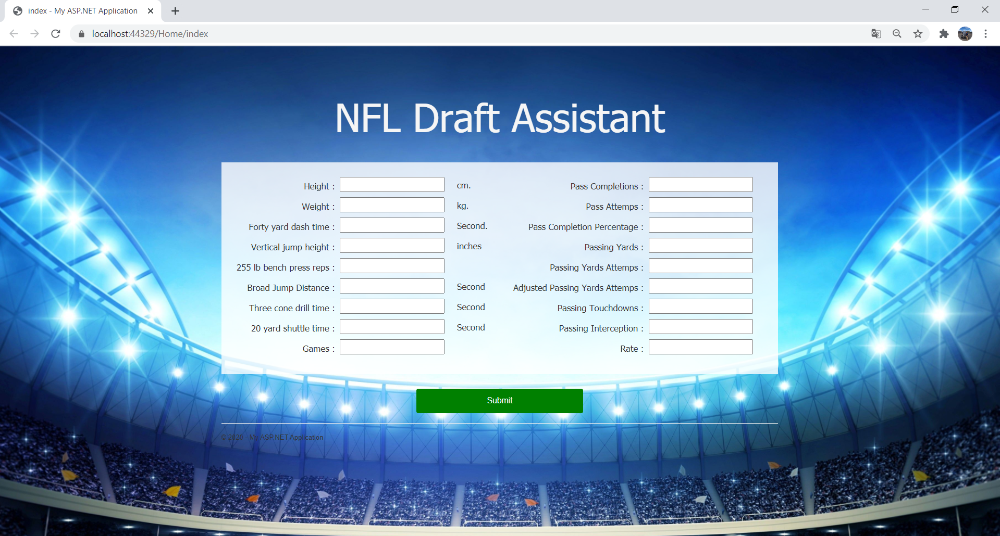 index - My ASP.NET Application
localhost:44329/Home/index
NFL Draft Assistant
Height : cm. Pass Completions :
Weight : kg. Pass Attemps :
Forty yard dash time : Second. Pass Completion Percentage :
Vertical jump height : inches Passing Yards :
255 lb bench press reps : Passing Yards Attemps :
Broad Jump Distance : Second Adjusted Passing Yards Attemps :
Three cone drill time : Second Passing Touchdowns :
20 yard shuttle time : Second Passing Interception :
Games : Rate :
Submit
© 2020 - My ASP.NET Application